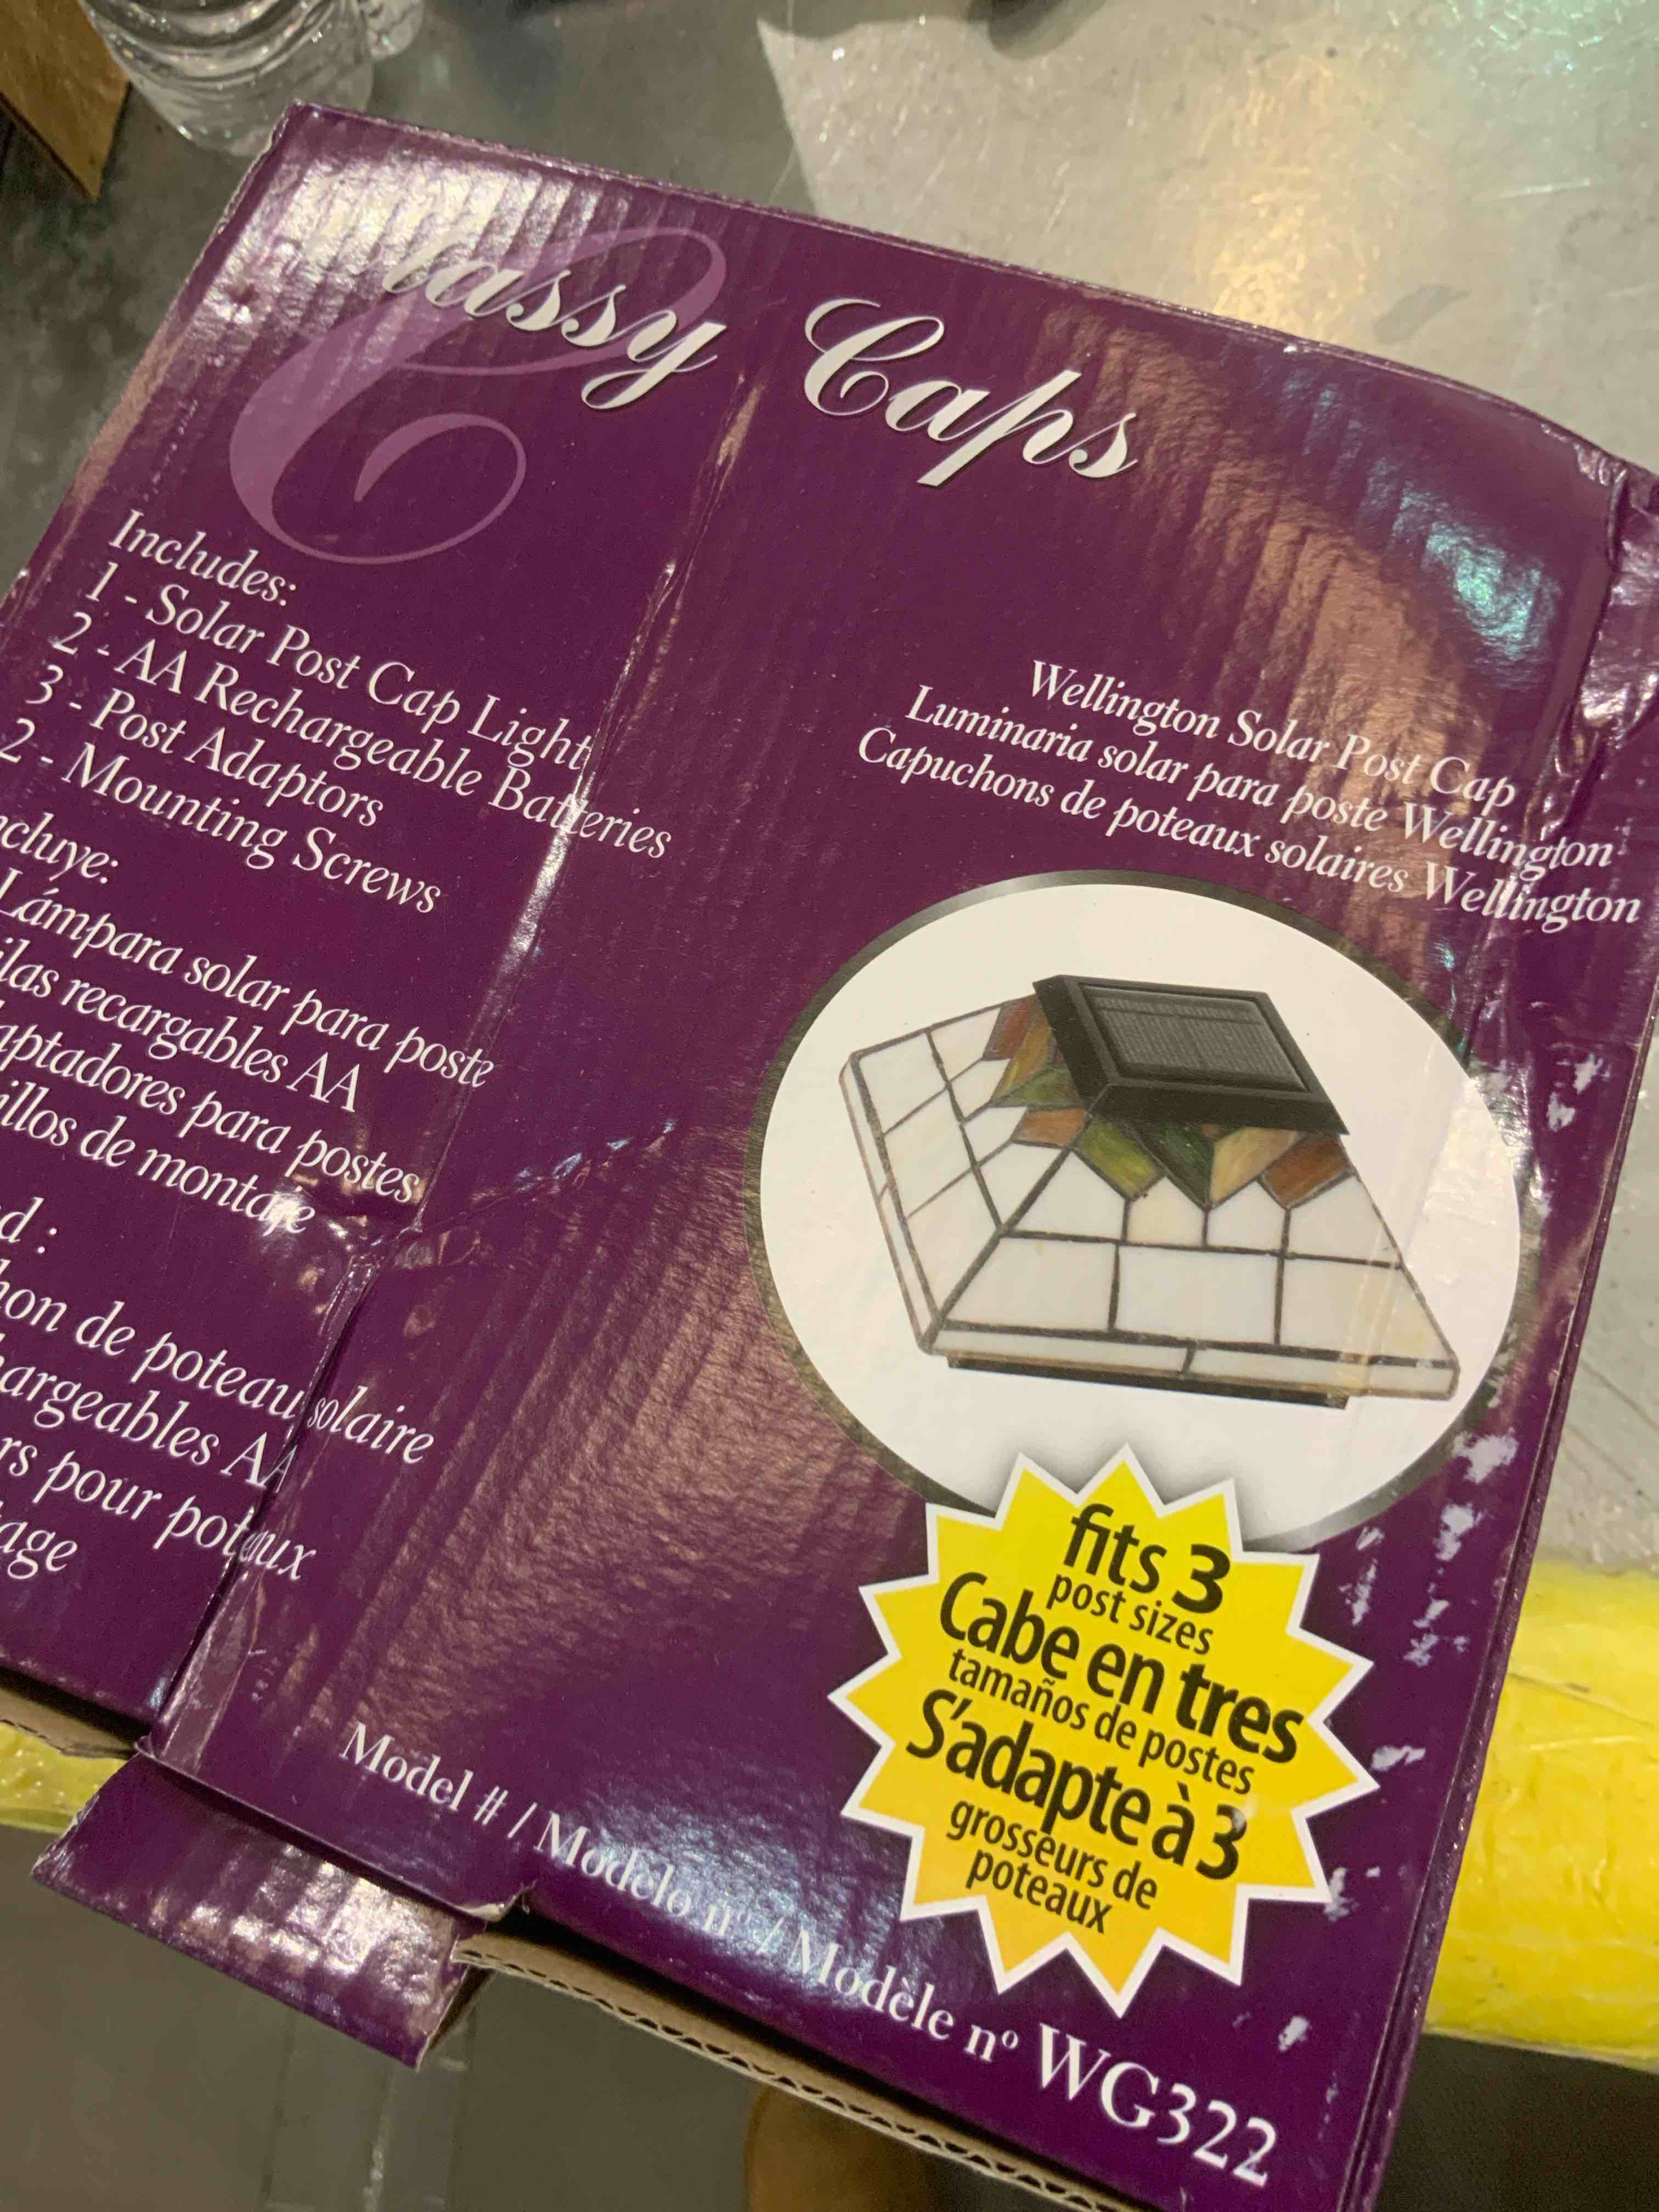 Classy Caps
Includes:
1 - Solar Post Cap Light
2 - AA Rechargeable Batteries
3 - Post Adaptors
2 - Mounting Screws
ncluye:
Lámpara solar para poste
ilas recargables AA
aptadores para postes
illos de montaje
d :
hon de poteau solaire
hargeables AA
rs pour poteaux
age
Wellington Solar Post Cap
Luminaria solar para poste Wellington
Capuchons de poteaux solaires Wellington
fits 3
post sizes
Cabe en tres
tamaños de postes
S'adapte à 3
grosseurs de
poteaux
Model # / Modelo nº / Modèle nº WG322